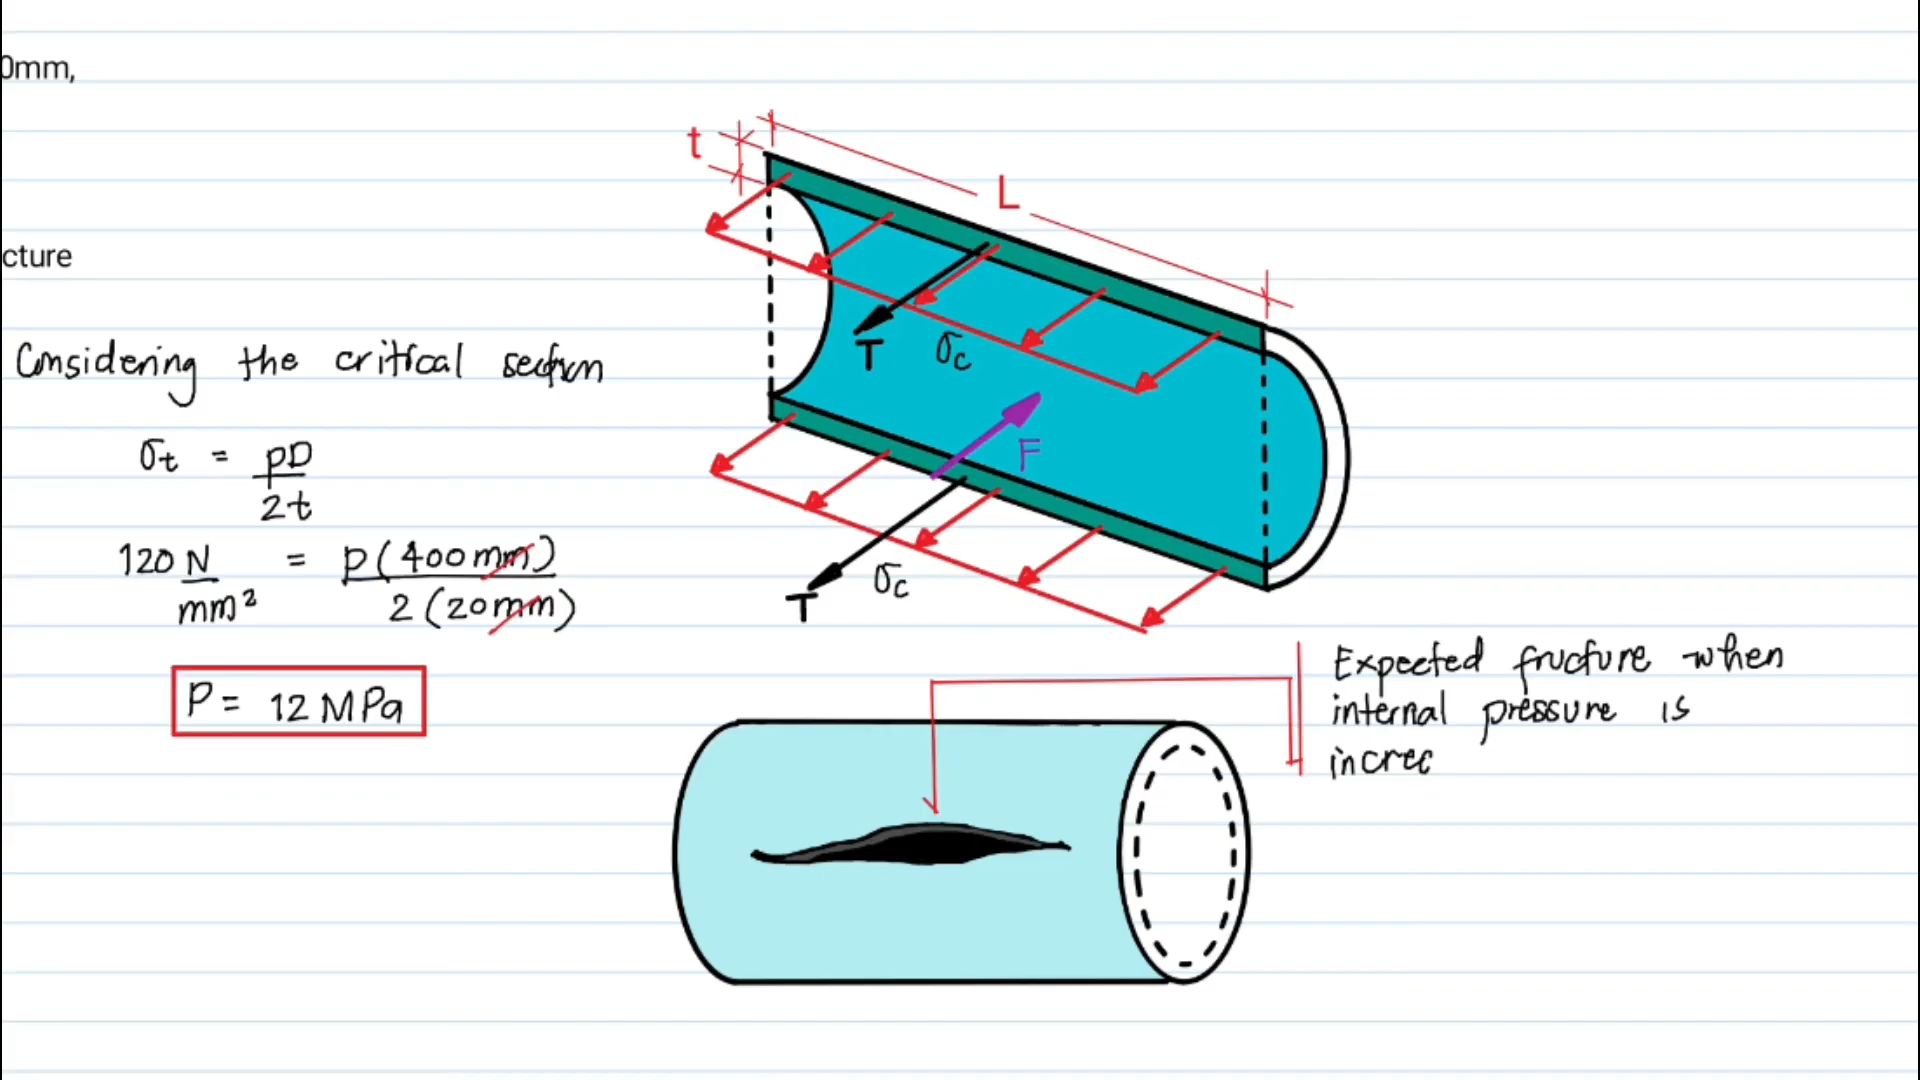 0mm,
cture
Considering the critical section
σt = pD
2t
120 N = p(400mm)
mm² 2(20mm)
P = 12 MPa
t
L
T
σc
F
T
σc
Expected fructure when
internal pressure is
increc